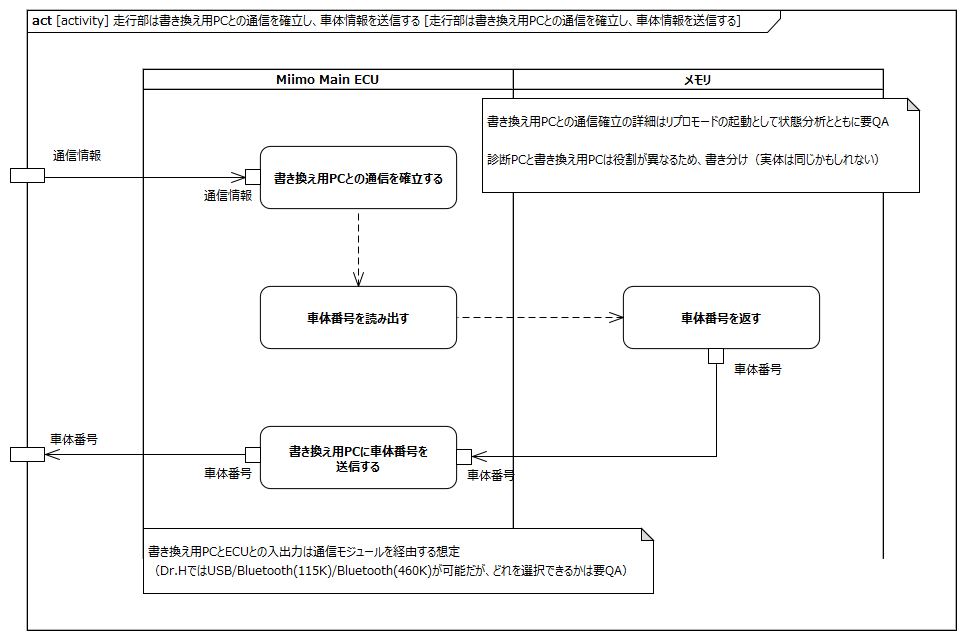 act [activity] 走行部は書き換え用PCとの通信を確立し、車体情報を送信する [走行部は書き換え用PCとの通信を確立し、車体情報を送信する]
Miimo Main ECU
メモリ
書き換え用PCとの通信確立の詳細はリプロモードの起動として状態分析とともに要QA
診断PCと書き換え用PCは役割が異なるため、書き分け（実体は同じかもしれない）
通信情報
通信情報
書き換え用PCとの通信を確立する
車体番号を読み出す
車体番号を返す
車体番号
車体番号
車体番号
書き換え用PCに車体番号を
送信する
車体番号
書き換え用PCとECUとの入出力は通信モジュールを経由する想定
（Dr.HではUSB/Bluetooth(115K)/Bluetooth(460K)が可能だが、どれを選択できるかは要QA）